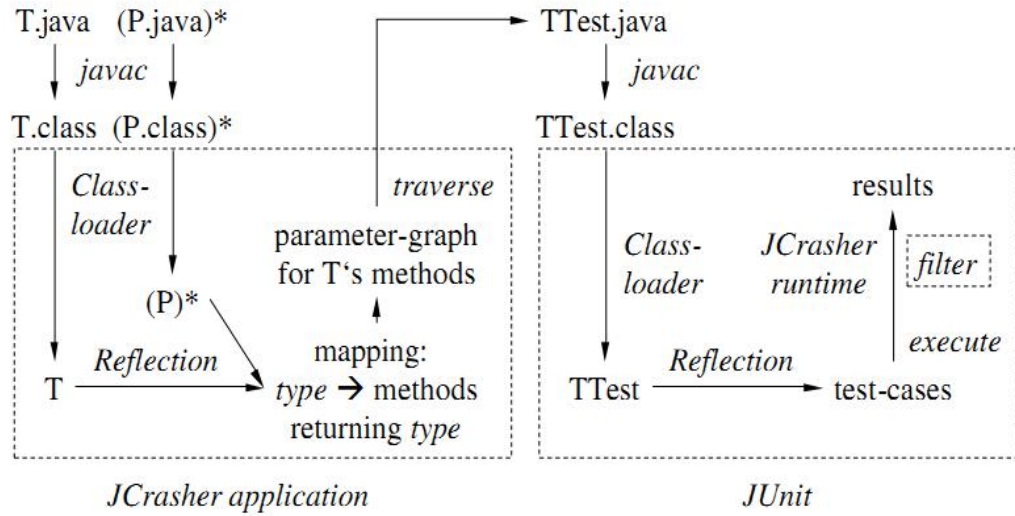 T.java (P.java)*
javac
T.class (P.class)*
Class-
loader
traverse
parameter-graph
for T‘s methods
(P)*
Reflection
mapping:
T
type → methods
returning type
JCrasher application
TTest.java
javac
TTest.class
results
Class-
loader
JCrasher
runtime
filter
execute
TTest
Reflection
test-cases
JUnit